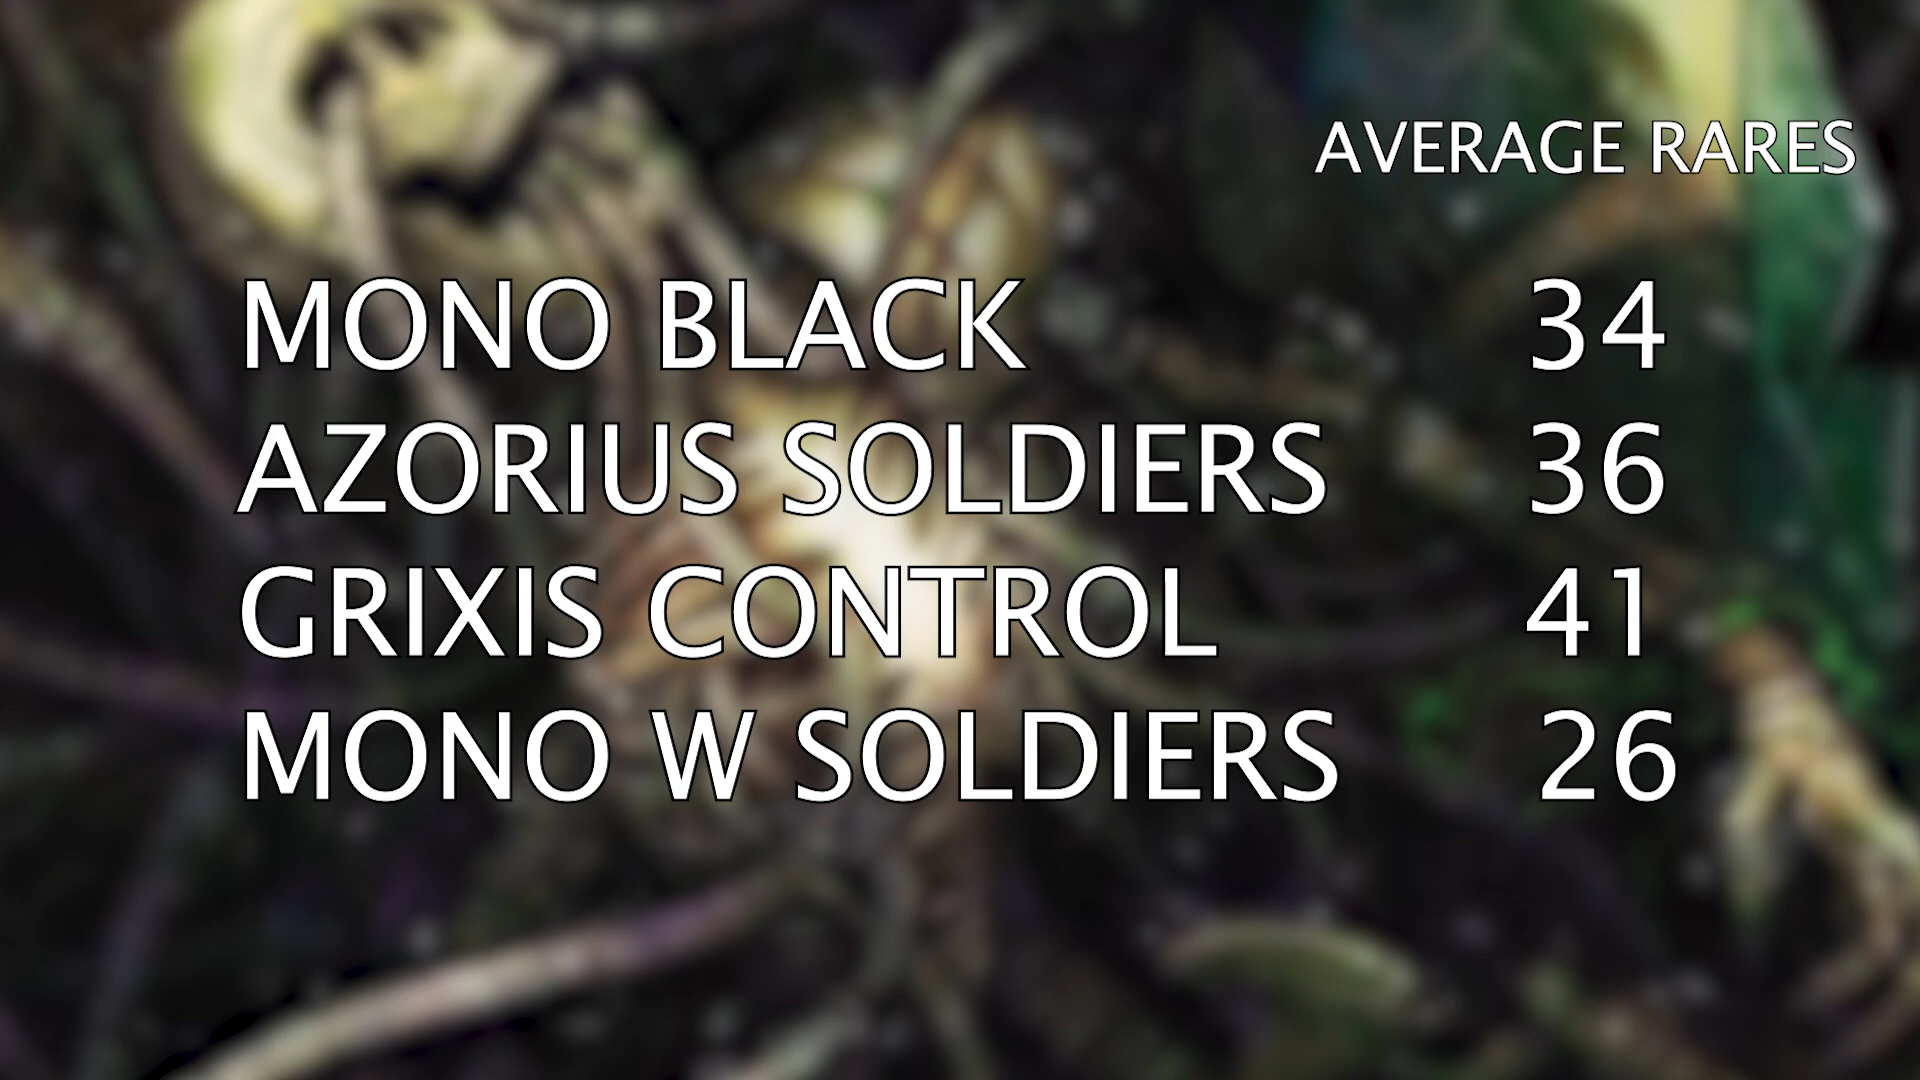 AVERAGE RARES
MONO BLACK 34
AZORIUS SOLDIERS 36
GRIXIS CONTROL 41
MONO W SOLDIERS 26